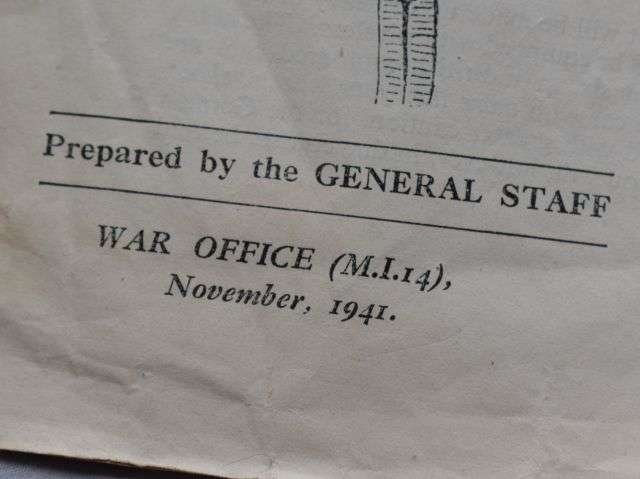 Prepared by the GENERAL STAFF
WAR OFFICE (M.I.14),
November, 1941.